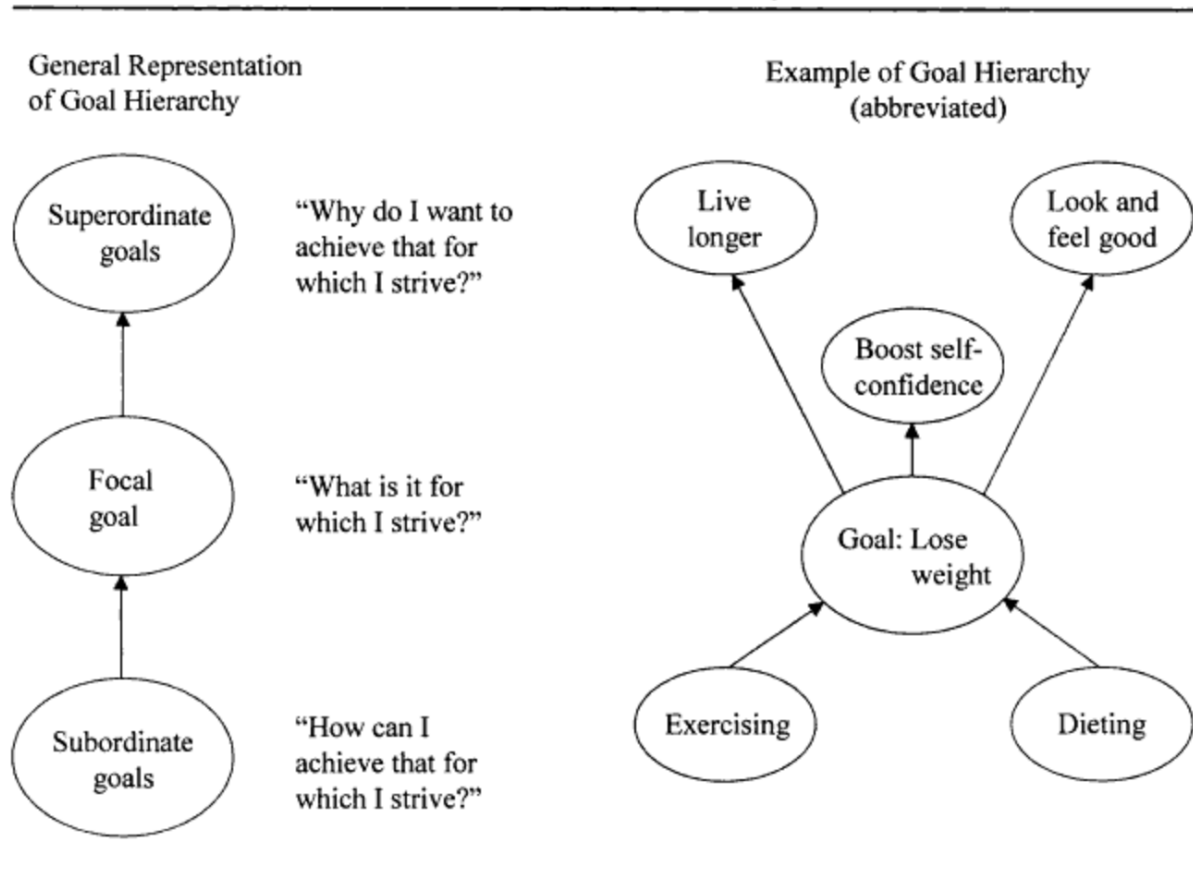 General Representation
of Goal Hierarchy
Superordinate
goals
“Why do I want to
achieve that for
which I strive?”
Focal
goal
“What is it for
which I strive?”
Subordinate
goals
“How can I
achieve that for
which I strive?”
Example of Goal Hierarchy
(abbreviated)
Live
longer
Look and
feel good
Boost self-
confidence
Goal: Lose
weight
Exercising
Dieting